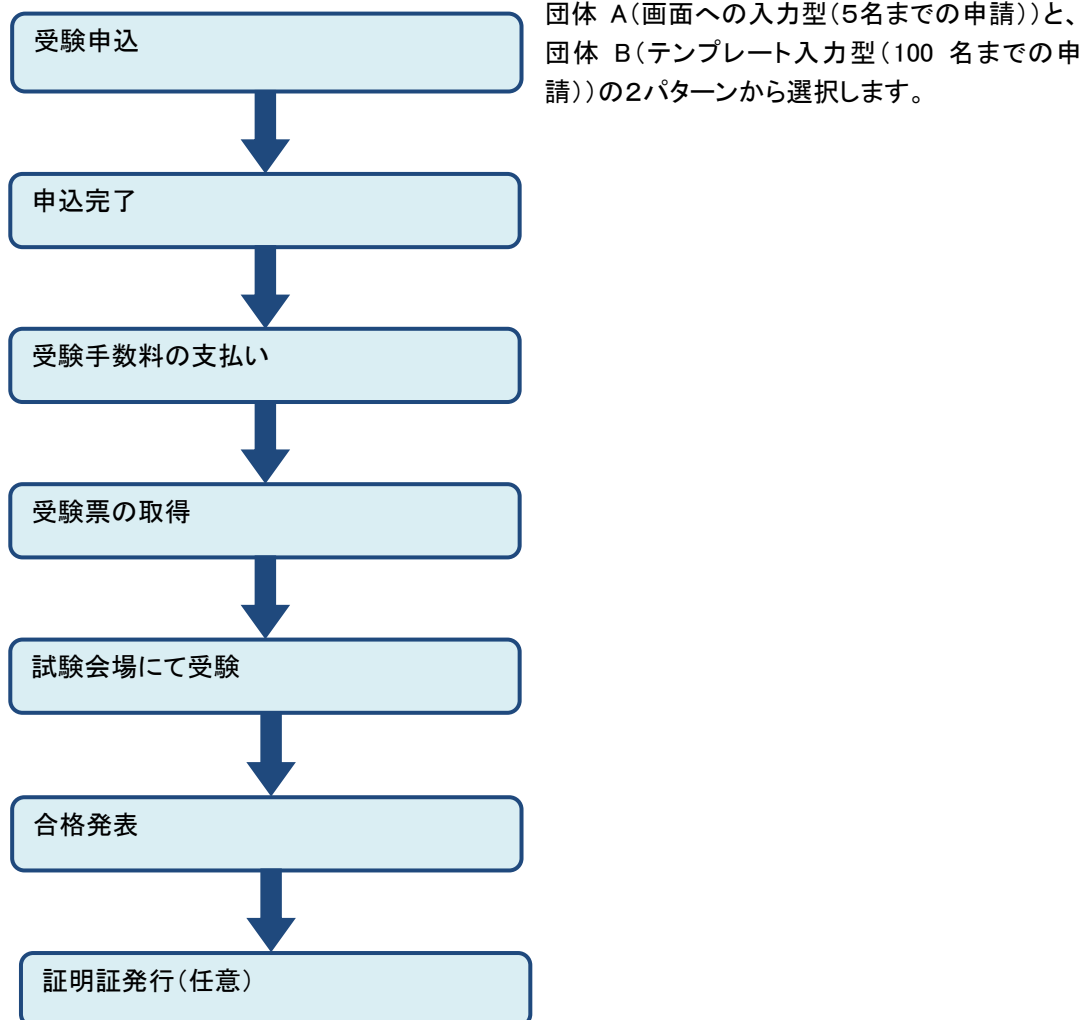 受験申込
団体 A(画面への入力型(5名までの申請))と、
団体 B(テンプレート入力型(100 名までの申
請))の2パターンから選択します。
申込完了
受験手数料の支払い
受験票の取得
試験会場にて受験
合格発表
証明証発行(任意)